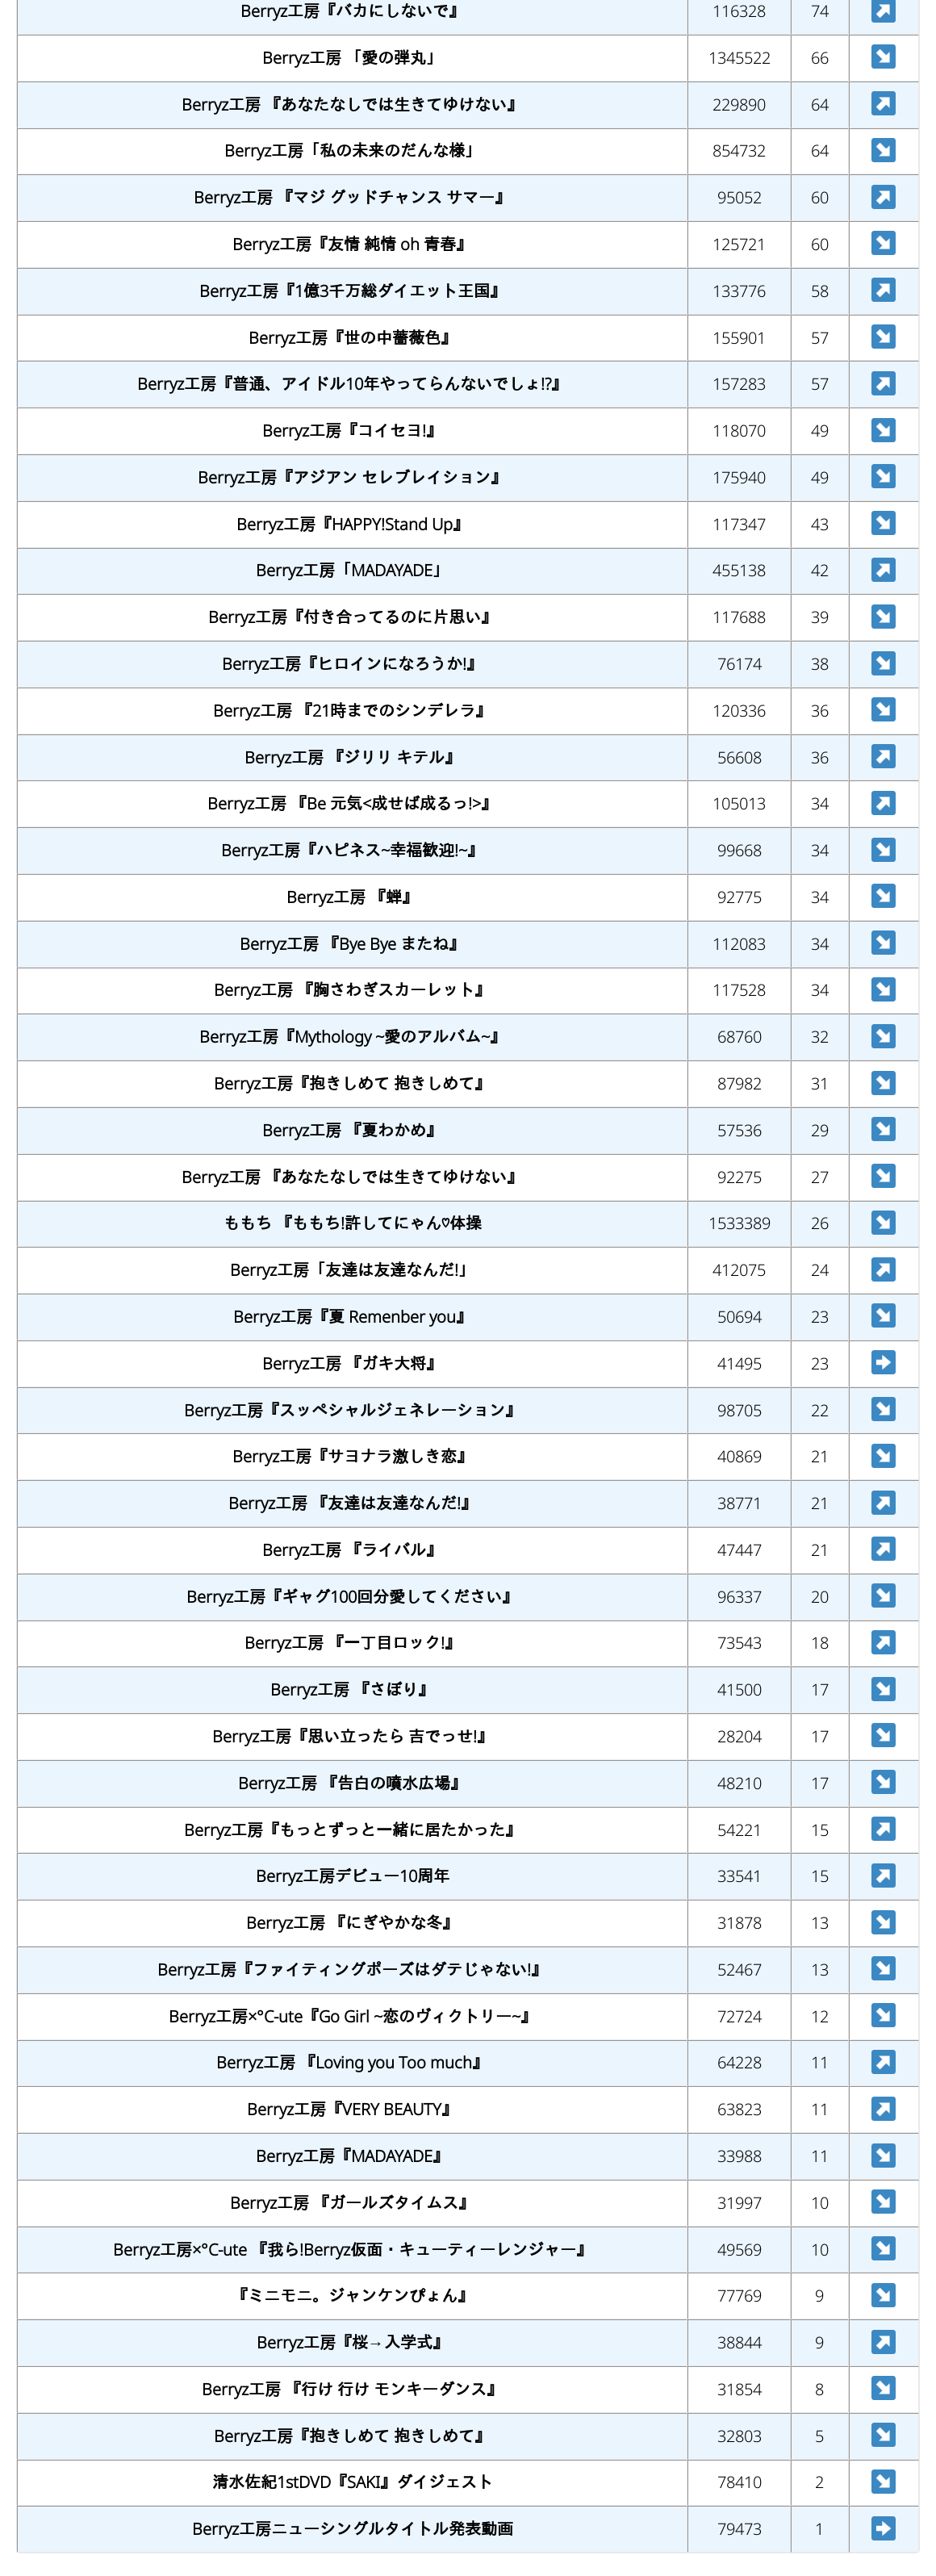 Berryz工房『バカにしないで』 116328 74
Berryz工房 「愛の弾丸」 1345522 66
Berryz工房 『あなたなしでは生きてゆけない』 229890 64
Berryz工房「私の未来のだんな様」 854732 64
Berryz工房 『マジ グッドチャンス サマー』 95052 60
Berryz工房『友情 純情 oh 青春』 125721 60
Berryz工房『1億3千万総ダイエット王国』 133776 58
Berryz工房『世の中薔薇色』 155901 57
Berryz工房『普通、アイドル10年やってらんないでしょ!?』 157283 57
Berryz工房『コイセヨ!』 118070 49
Berryz工房『アジアン セレブレイション』 175940 49
Berryz工房『HAPPY!Stand Up』 117347 43
Berryz工房「MADAYADE」 455138 42
Berryz工房『付き合ってるのに片思い』 117688 39
Berryz工房『ヒロインになろうか!』 76174 38
Berryz工房 『21時までのシンデレラ』 120336 36
Berryz工房 『ジリリ キテル』 56608 36
Berryz工房 『Be 元気<成せば成るっ!>』 105013 34
Berryz工房『ハピネス~幸福歓迎!~』 99668 34
Berryz工房 『蝉』 92775 34
Berryz工房 『Bye Bye またね』 112083 34
Berryz工房 『胸さわぎスカーレット』 117528 34
Berryz工房『Mythology ~愛のアルバム~』 68760 32
Berryz工房『抱きしめて 抱きしめて』 87982 31
Berryz工房 『夏わかめ』 57536 29
Berryz工房 『あなたなしでは生きてゆけない』 92275 27
ももち 『ももち!許してにゃん♡体操 1533389 26
Berryz工房「友達は友達なんだ!」 412075 24
Berryz工房『夏 Remenber you』 50694 23
Berryz工房 『ガキ大将』 41495 23
Berryz工房『スッペシャルジェネレーション』 98705 22
Berryz工房『サヨナラ激しき恋』 40869 21
Berryz工房 『友達は友達なんだ!』 38771 21
Berryz工房 『ライバル』 47447 21
Berryz工房『ギャグ100回分愛してください』 96337 20
Berryz工房 『一丁目ロック!』 73543 18
Berryz工房 『さぼり』 41500 17
Berryz工房『思い立ったら 吉でっせ!』 28204 17
Berryz工房 『告白の噴水広場』 48210 17
Berryz工房『もっとずっと一緒に居たかった』 54221 15
Berryz工房デビュー10周年 33541 15
Berryz工房 『にぎやかな冬』 31878 13
Berryz工房『ファイティングポーズはダテじゃない!』 52467 13
Berryz工房×°C-ute『Go Girl ~恋のヴィクトリー~』 72724 12
Berryz工房 『Loving you Too much』 64228 11
Berryz工房『VERY BEAUTY』 63823 11
Berryz工房『MADAYADE』 33988 11
Berryz工房 『ガールズタイムス』 31997 10
Berryz工房×°C-ute 『我ら!Berryz仮面・キューティーレンジャー』 49569 10
『ミニモニ。ジャンケンぴょん』 77769 9
Berryz工房『桜→入学式』 38844 9
Berryz工房 『行け 行け モンキーダンス』 31854 8
Berryz工房『抱きしめて 抱きしめて』 32803 5
清水佐紀1stDVD『SAKI』ダイジェスト 78410 2
Berryz工房ニューシングルタイトル発表動画 79473 1